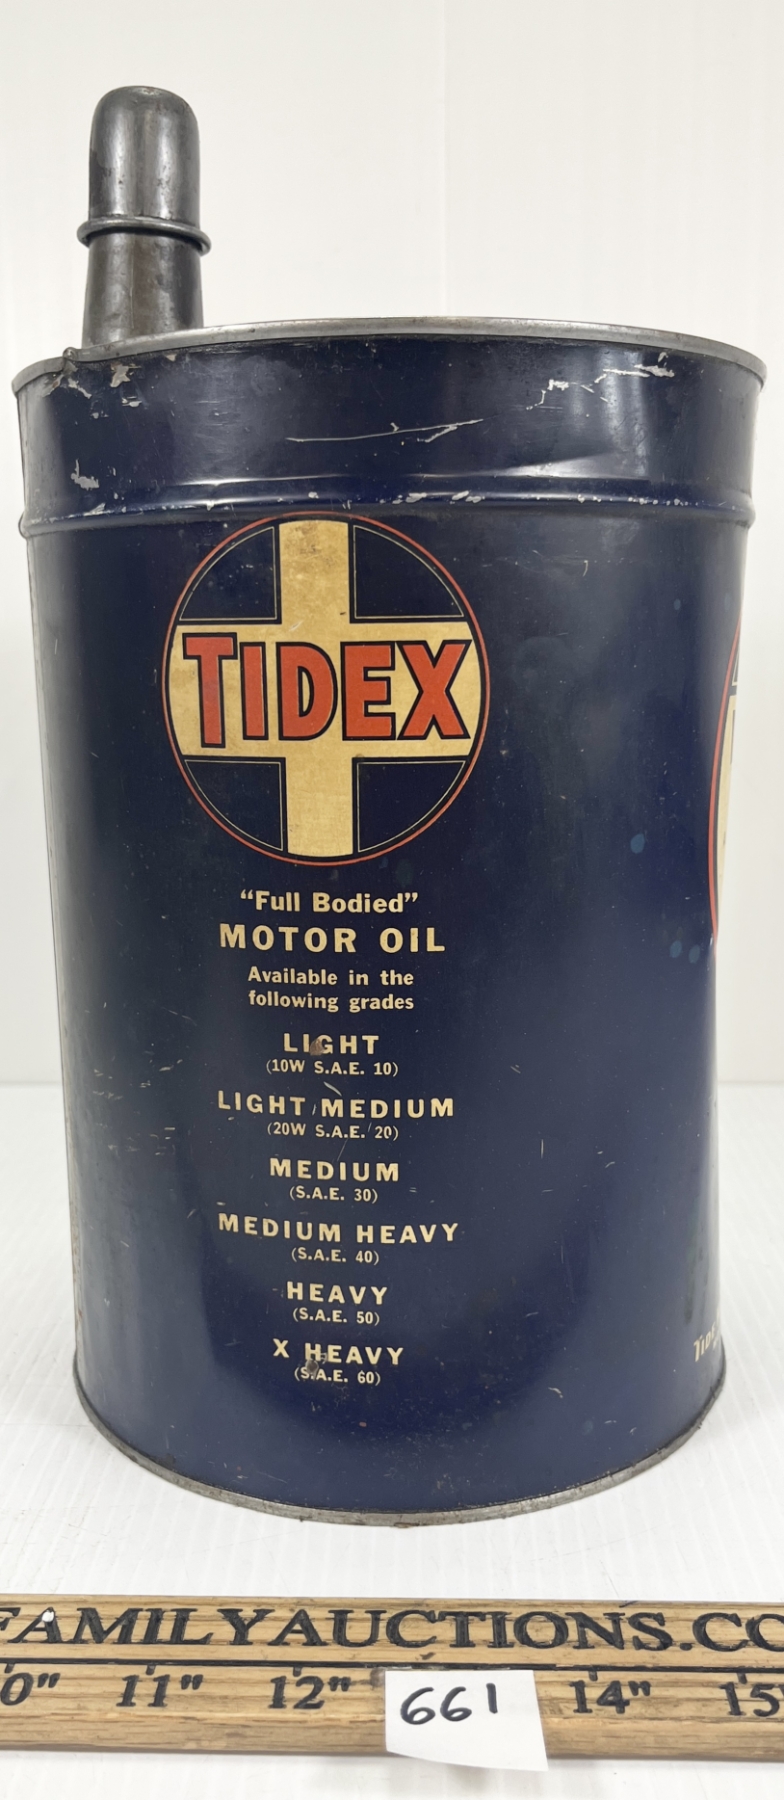 TIDEX
"Full Bodied"
MOTOR OIL
Available in the
following grades
LIGHT
(10W S.A.E. 10)
LIGHT MEDIUM
(20W S.A.E. 20)
MEDIUM
(S.A.E. 30)
MEDIUM HEAVY
(S.A.E. 40)
HEAVY
(S.A.E. 50)
X HEAVY
(S.A.E. 60)
FAMILYAUCTIONS.CO
0" 11" 12" 661 14" 15"